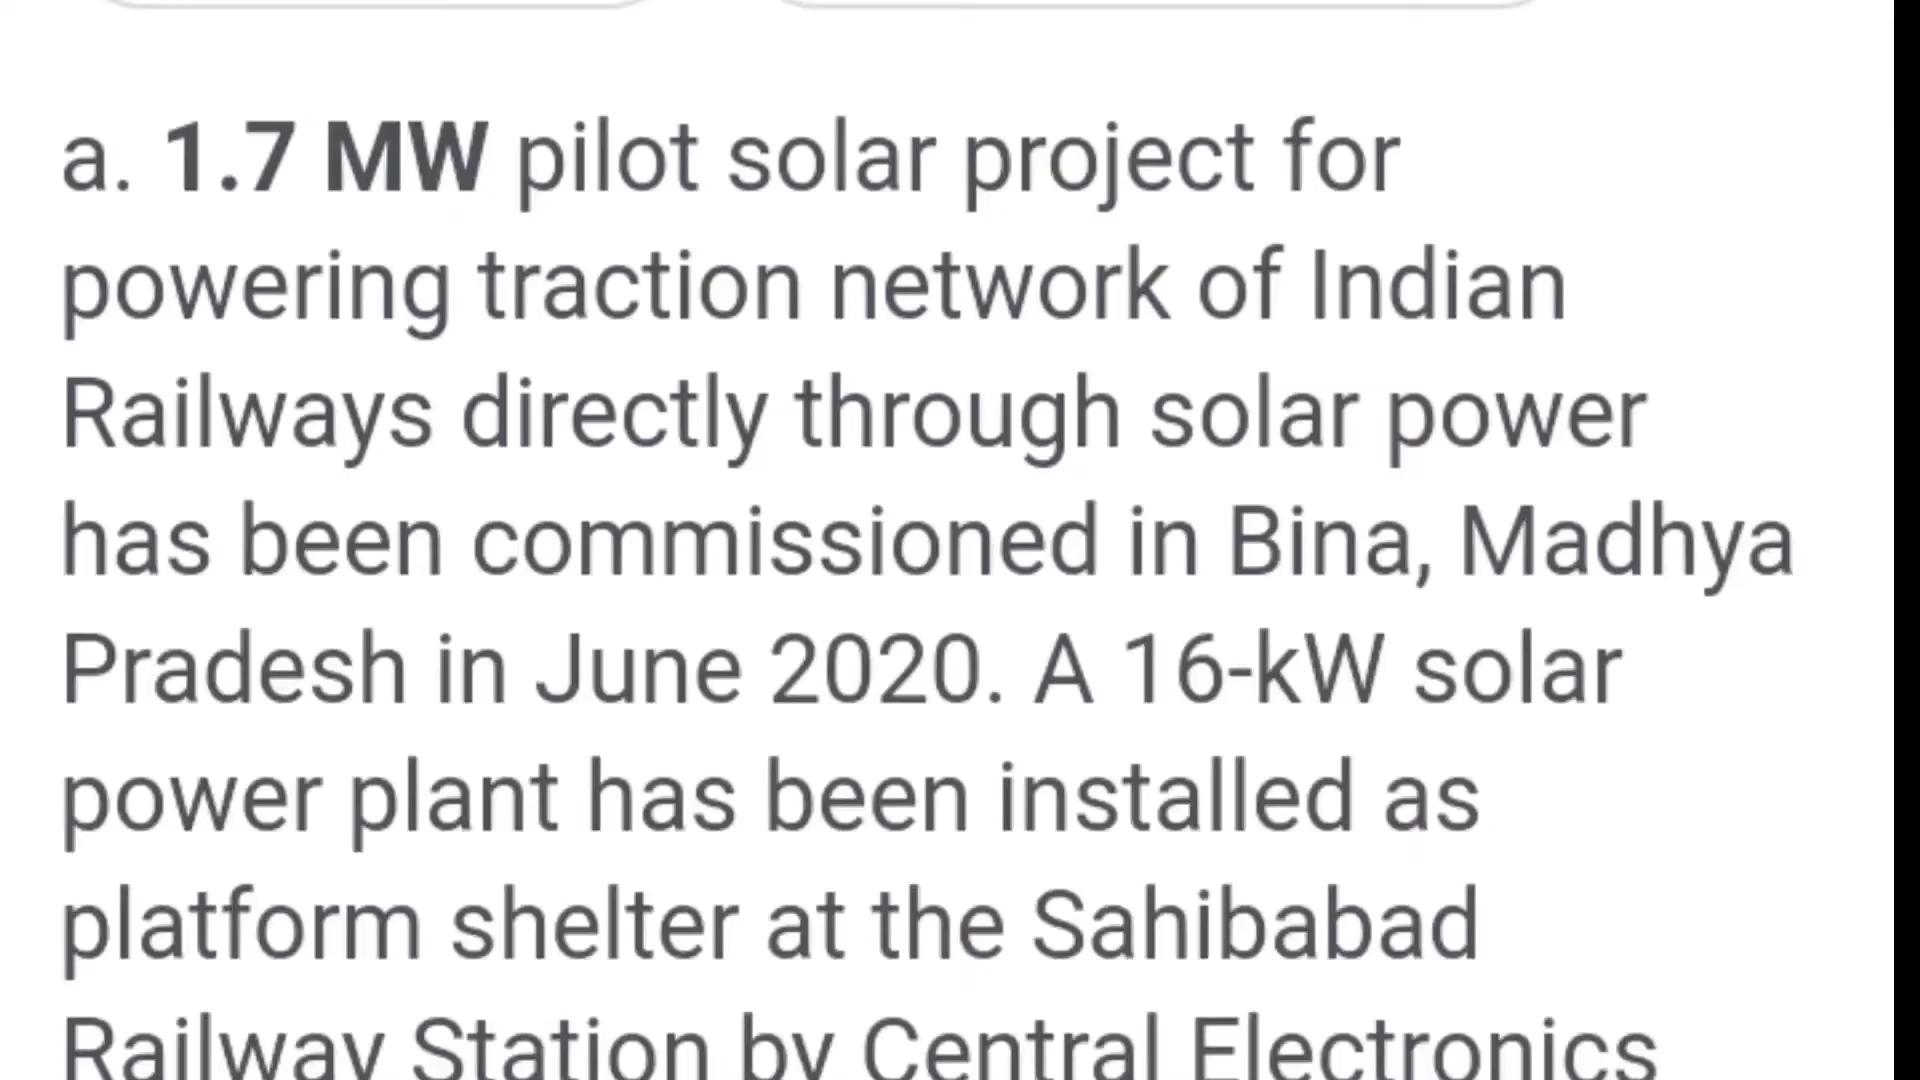 a. 1.7 MW pilot solar project for
powering traction network of Indian
Railways directly through solar power
has been commissioned in Bina, Madhya
Pradesh in June 2020. A 16-kW solar
power plant has been installed as
platform shelter at the Sahibabad
Railway Station by Central Electronics